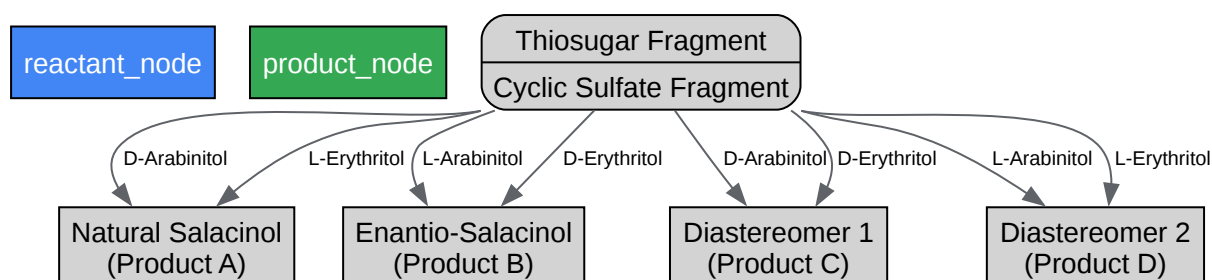 reactant_node
product_node
Thiosugar Fragment
Cyclic Sulfate Fragment
D-Arabinitol
L-Erythritol
L-Arabinitol
D-Erythritol
D-Arabinitol
D-Erythritol
L-Arabinitol
L-Erythritol
Natural Salacinol
(Product A)
Enantio-Salacinol
(Product B)
Diastereomer 1
(Product C)
Diastereomer 2
(Product D)